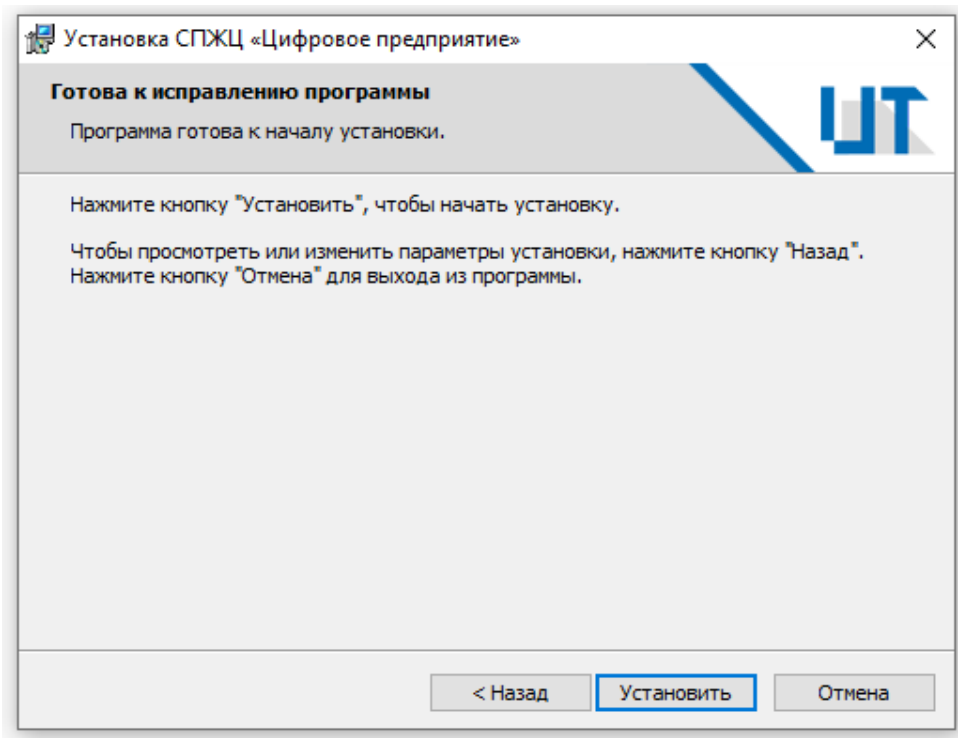 Установка СПЖЦ «Цифровое предприятие»
Готова к исправлению программы
Программа готова к началу установки.
Нажмите кнопку "Установить", чтобы начать установку.
Чтобы просмотреть или изменить параметры установки, нажмите кнопку "Назад".
Нажмите кнопку "Отмена" для выхода из программы.
< Назад
Установить
Отмена